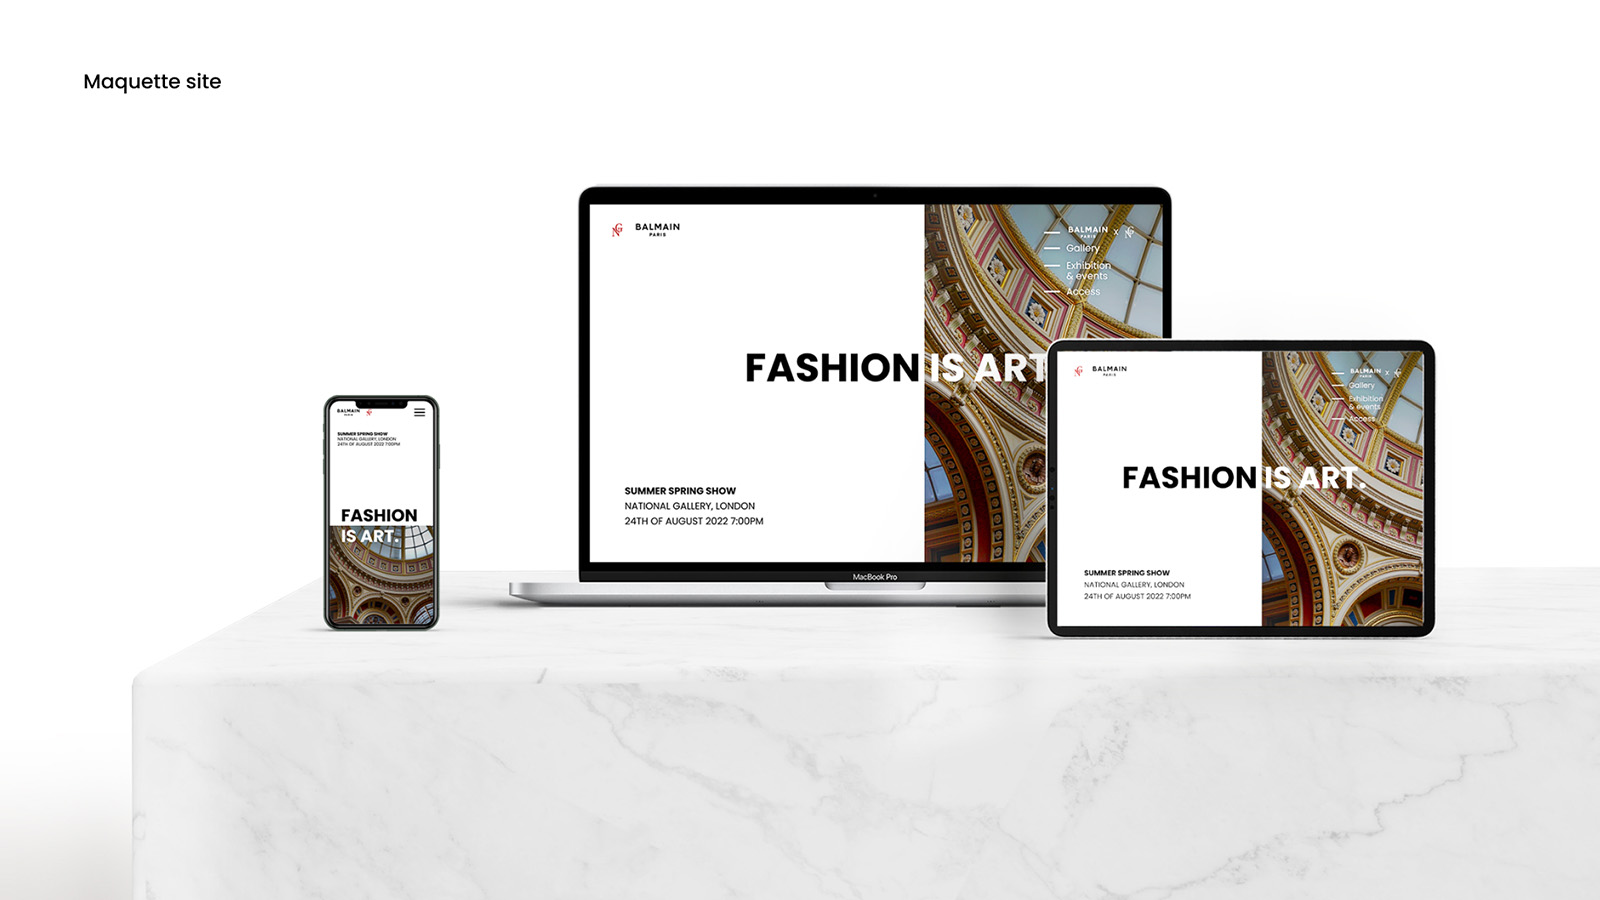 Maquette site
BALMAIN
PARIS
BALMAIN
PARIS
x
Gallery
Exhibition
& events
Access
FASHION IS ART
SUMMER SPRING SHOW
NATIONAL GALLERY, LONDON
24TH OF AUGUST 2022 7:00PM
MacBook Pro
BALMAIN
PARIS
SUMMER SPRING SHOW
NATIONAL GALLERY, LONDON
24TH OF AUGUST 2022 7:00PM
FASHION
IS ART.
BALMAIN
PARIS
BALMAIN
PARIS
x
Gallery
Exhibition
& events
Access
FASHION IS ART.
SUMMER SPRING SHOW
NATIONAL GALLERY, LONDON
24TH OF AUGUST 2022 7:00PM